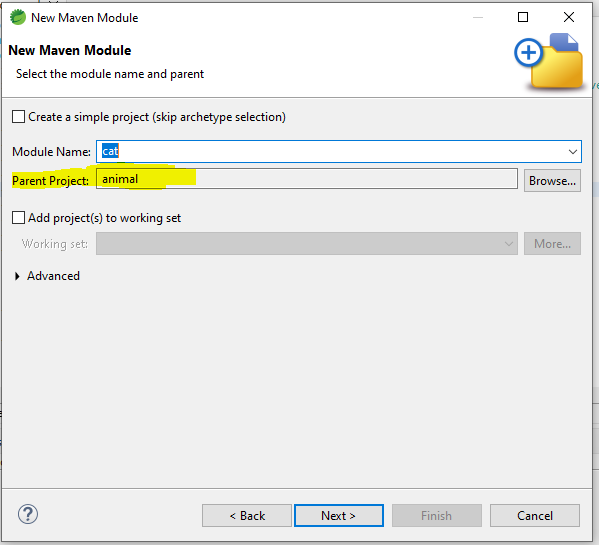 New Maven Module
New Maven Module
Select the module name and parent
Create a simple project (skip archetype selection)
Module Name: cat
Parent Project: animal Browse...
Add project(s) to working set
Working set: More...
Advanced
? < Back Next > Finish Cancel